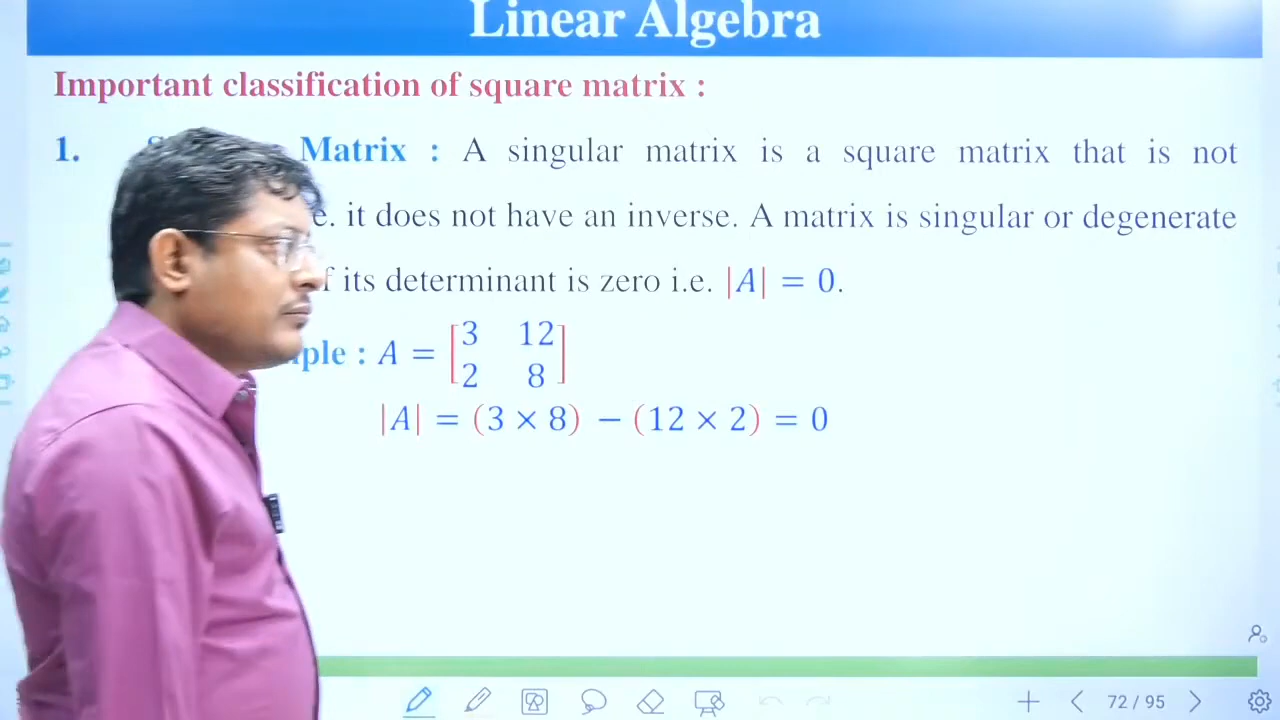 Linear Algebra
Important classification of square matrix :
1. Matrix : A singular matrix is a square matrix that is not
it does not have an inverse. A matrix is singular or degenerate
its determinant is zero i.e. |A| = 0.
: A = [3 12
2 8]
|A| = (3 × 8) − (12 × 2) = 0
72 / 95